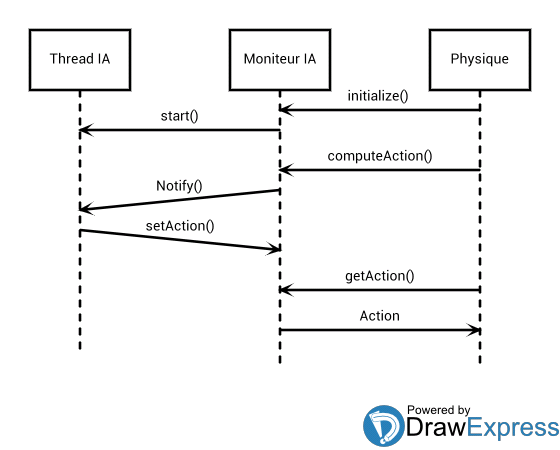 Thread IA
Moniteur IA
Physique
initialize()
start()
computeAction()
Notify()
setAction()
getAction()
Action
Powered by
DrawExpress